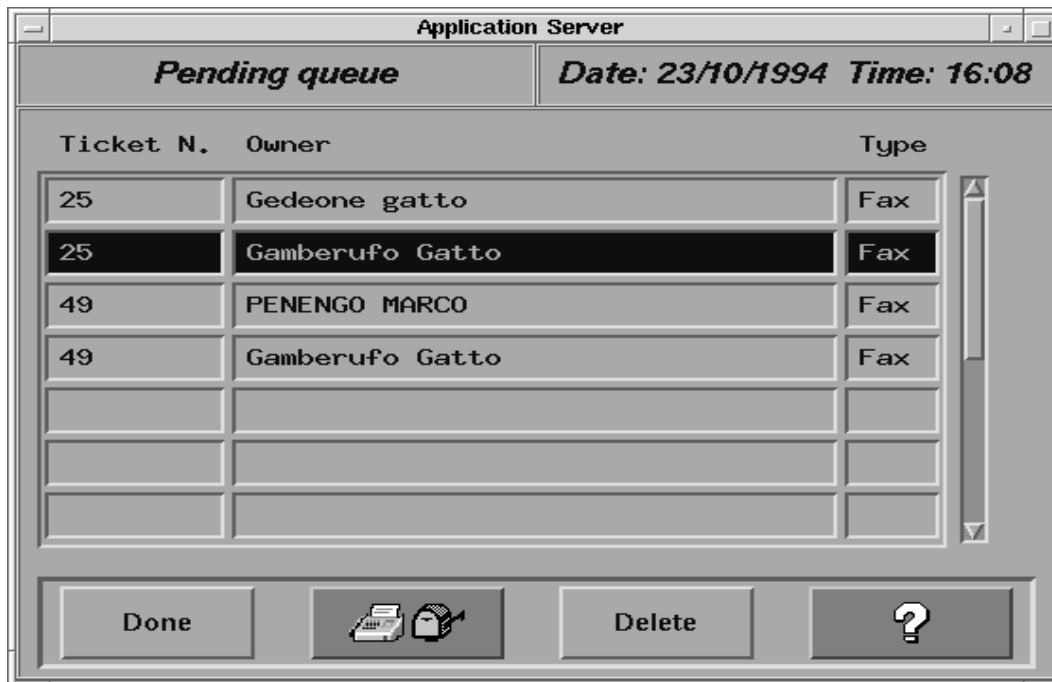 Application Server
Pending queue Date: 23/10/1994 Time: 16:08
Ticket N. Owner Type
25 Gedeone gatto Fax
25 Gamberufo Gatto Fax
49 PENENGO MARCO Fax
49 Gamberufo Gatto Fax
Done Delete ?